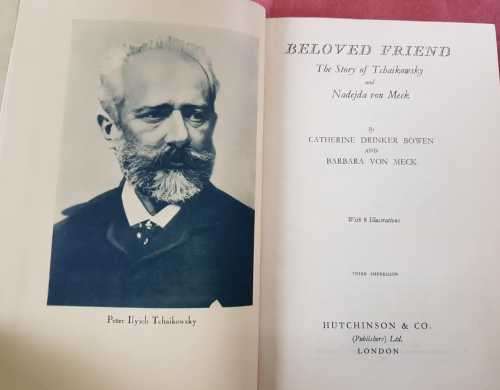 Peter Ilyich Tchaikowsky
BELOVED FRIEND
The Story of Tchaikowsky
and
Nadejda von Meck
By
CATHERINE DRINKER BOWEN
AND
BARBARA VON MECK
With 8 Illustrations
THIRD IMPRESSION
HUTCHINSON & CO.
(Publishers) Ltd.
LONDON